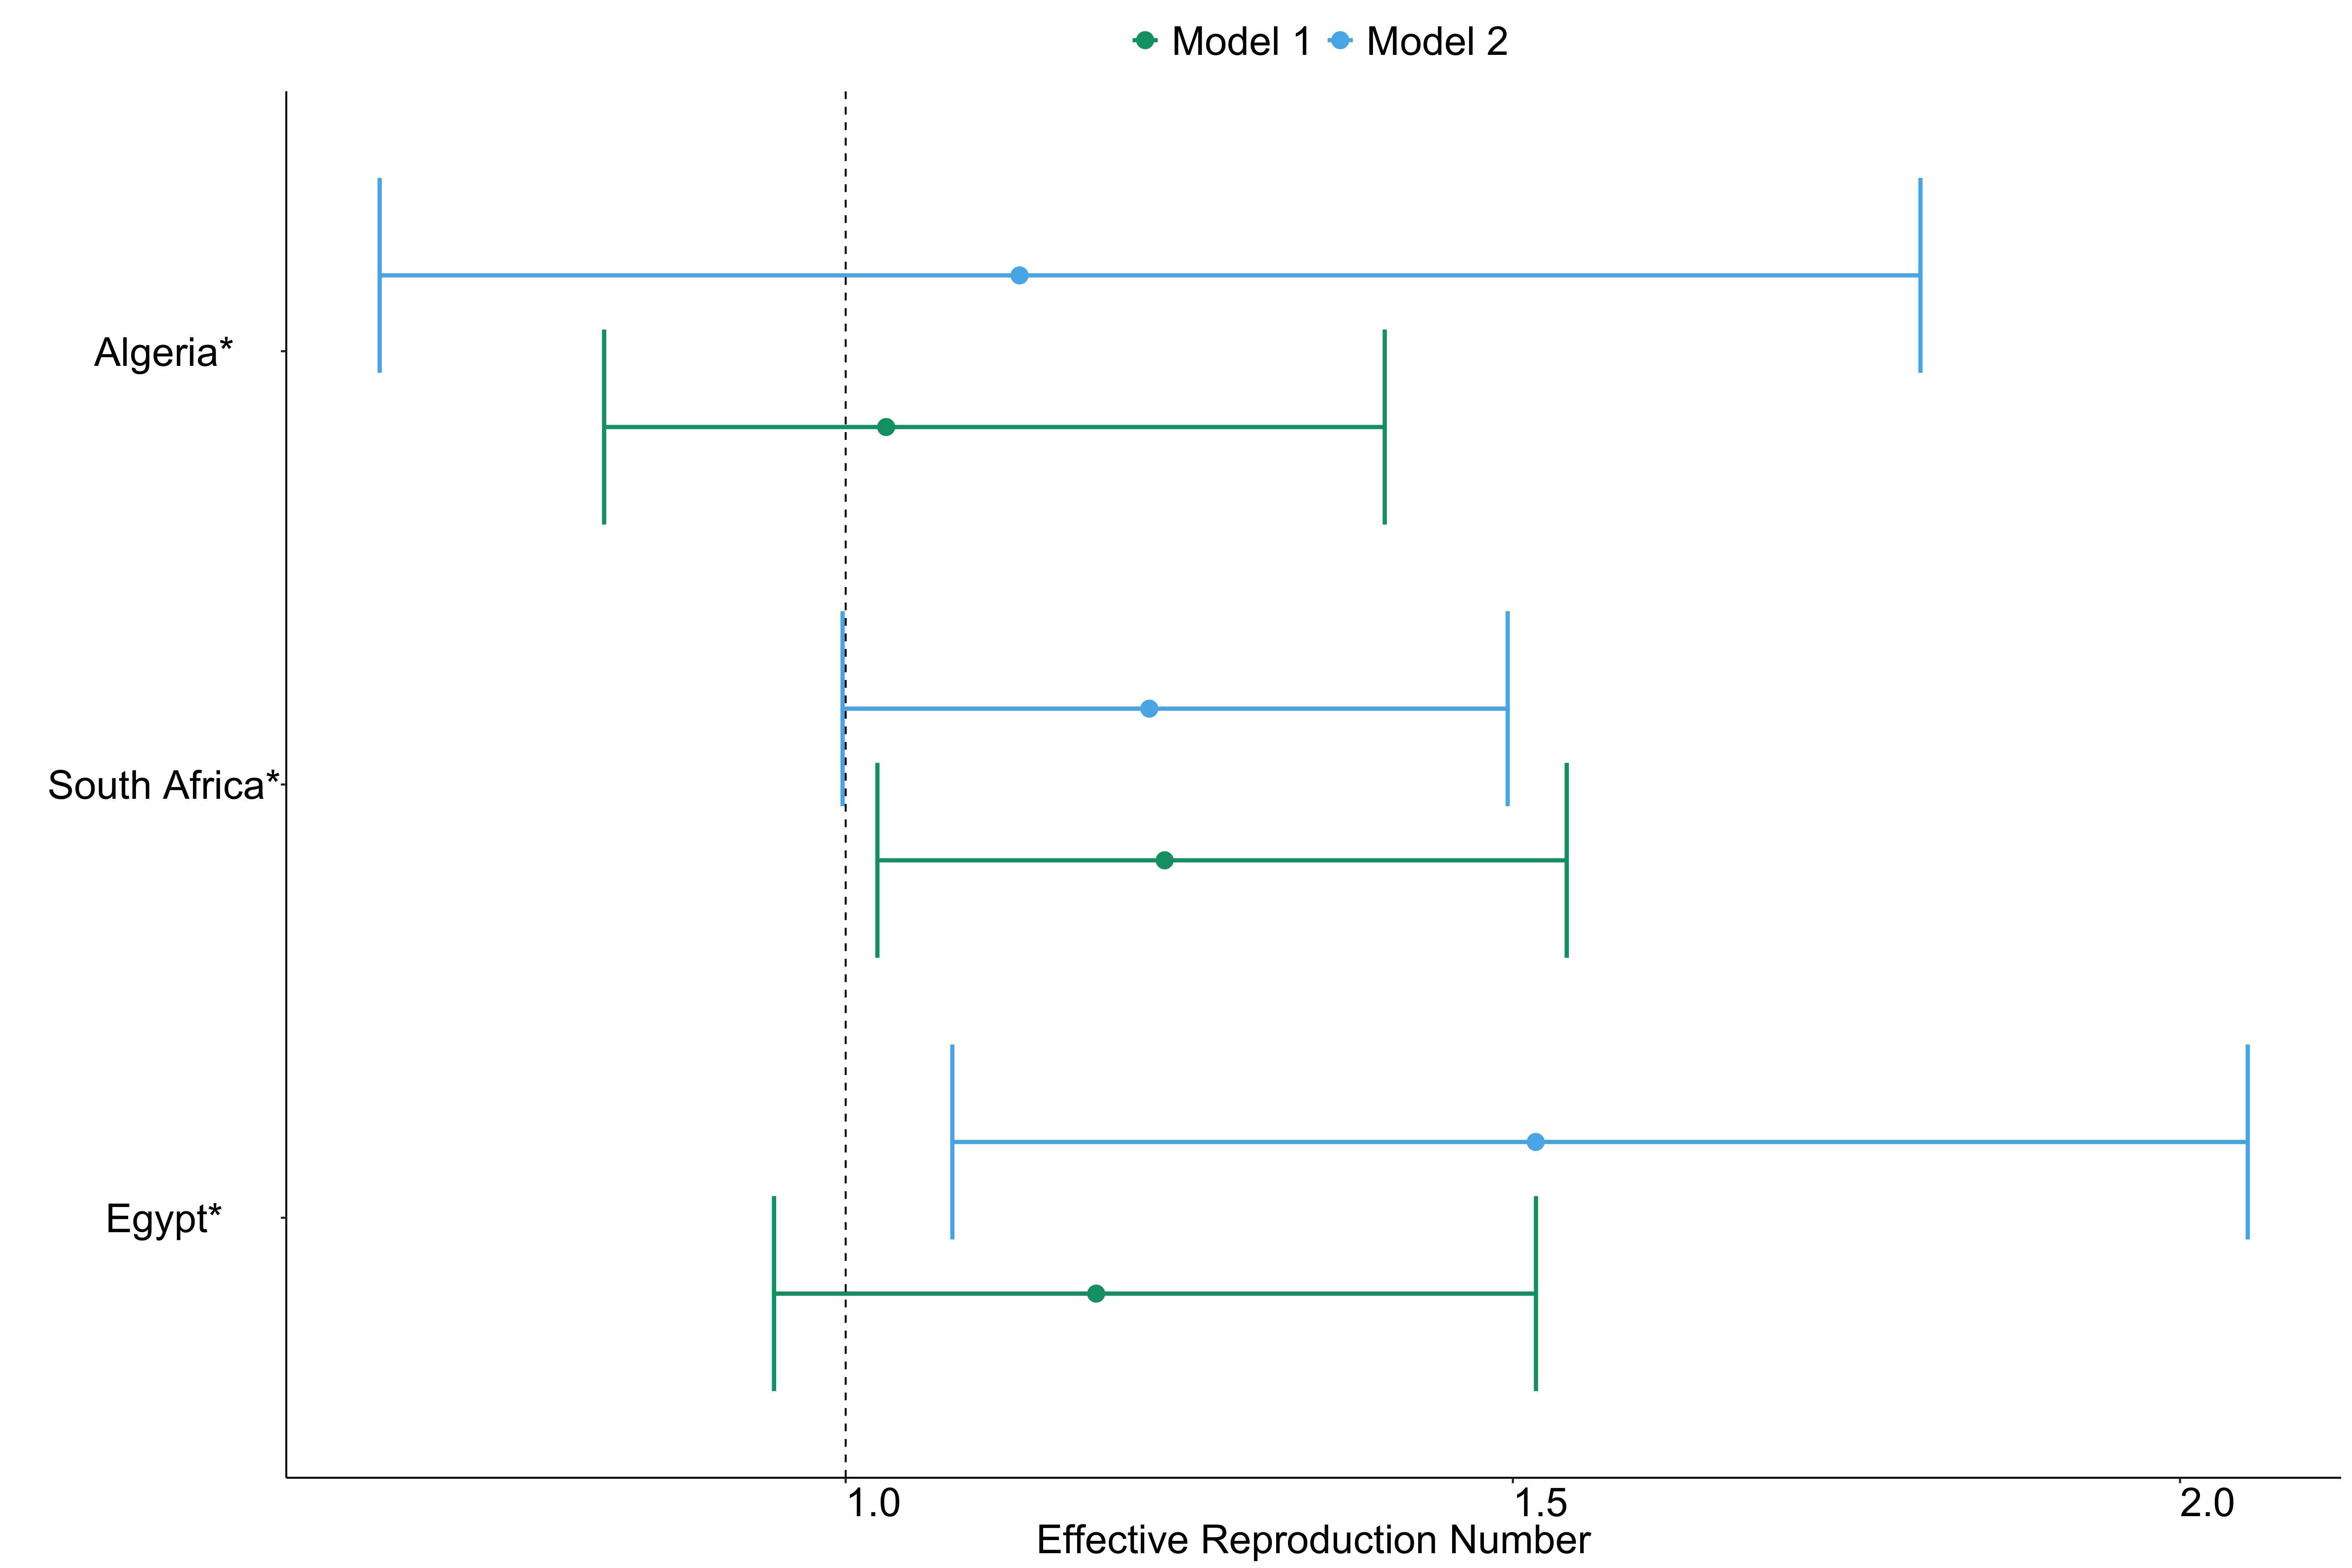 Model 1 Model 2
Algeria*
South Africa*
Egypt*
1.0 1.5 2.0
Effective Reproduction Number